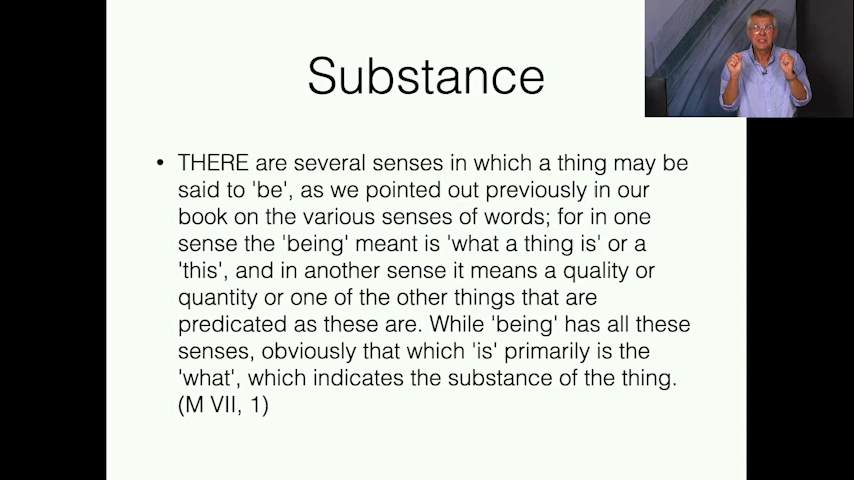 Substance
• THERE are several senses in which a thing may be
said to 'be', as we pointed out previously in our
book on the various senses of words; for in one
sense the 'being' meant is 'what a thing is' or a
'this', and in another sense it means a quality or
quantity or one of the other things that are
predicated as these are. While 'being' has all these
senses, obviously that which 'is' primarily is the
'what', which indicates the substance of the thing.
(M VII, 1)